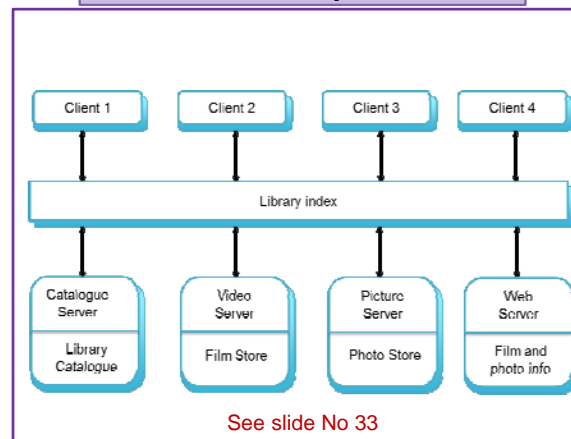 Client 1
Client 2
Client 3
Client 4
Library index
Catalogue
Server
Library
Catalogue
Video
Server
Film Store
Picture
Server
Photo Store
Web
Server
Film and
photo info
See slide No 33